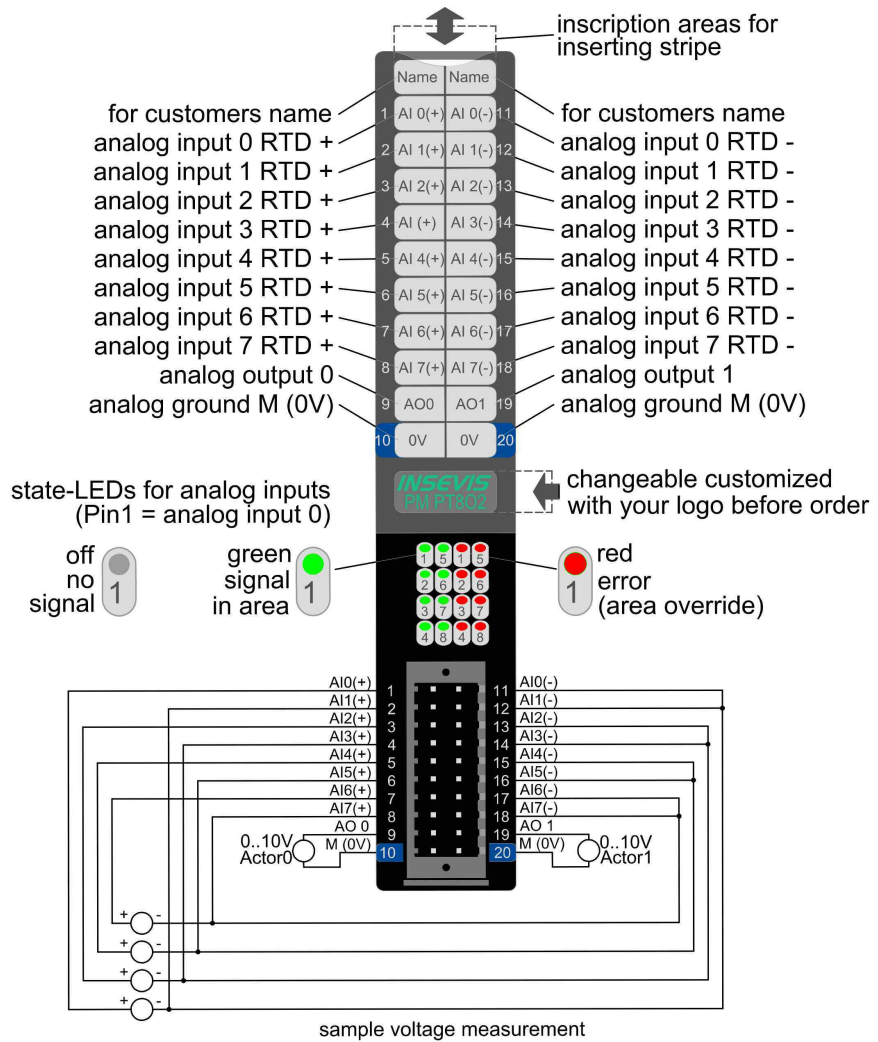 inscription areas for
inserting stripe
Name Name
for customers name
for customers name
1 AI 0(+) AI 0(-) 11
analog input 0 RTD +
analog input 0 RTD -
2 AI 1(+) AI 1(-) 12
analog input 1 RTD +
analog input 1 RTD -
3 AI 2(+) AI 2(-) 13
analog input 2 RTD +
analog input 2 RTD -
4 AI (+) AI 3(-) 14
analog input 3 RTD +
analog input 3 RTD -
5 AI 4(+) AI 4(-) 15
analog input 4 RTD +
analog input 4 RTD -
6 AI 5(+) AI 5(-) 16
analog input 5 RTD +
analog input 5 RTD -
7 AI 6(+) AI 6(-) 17
analog input 6 RTD +
analog input 6 RTD -
8 AI 7(+) AI 7(-) 18
analog input 7 RTD +
analog input 7 RTD -
9 AO0 AO1 19
analog output 0
analog output 1
10 0V 0V 20
analog ground M (0V)
analog ground M (0V)
INSEVIS
PM PT8O2
changeable customized
with your logo before order
state-LEDs for analog inputs
(Pin1 = analog input 0)
off
no
signal
1
green
signal
in area
1
1 5 1 5
2 6 2 6
3 7 3 7
4 8 4 8
1
red
error
(area override)
AI0(+) 1 11 AI0(-)
AI1(+) 2 12 AI1(-)
AI2(+) 3 13 AI2(-)
AI3(+) 4 14 AI3(-)
AI4(+) 5 15 AI4(-)
AI5(+) 6 16 AI5(-)
AI6(+) 7 17 AI6(-)
AI7(+) 8 18 AI7(-)
AO 0 9 19 AO 1
M (0V) 10 20 M (0V)
0..10V
Actor0
0..10V
Actor1
+ -
+ -
+ -
+ -
sample voltage measurement